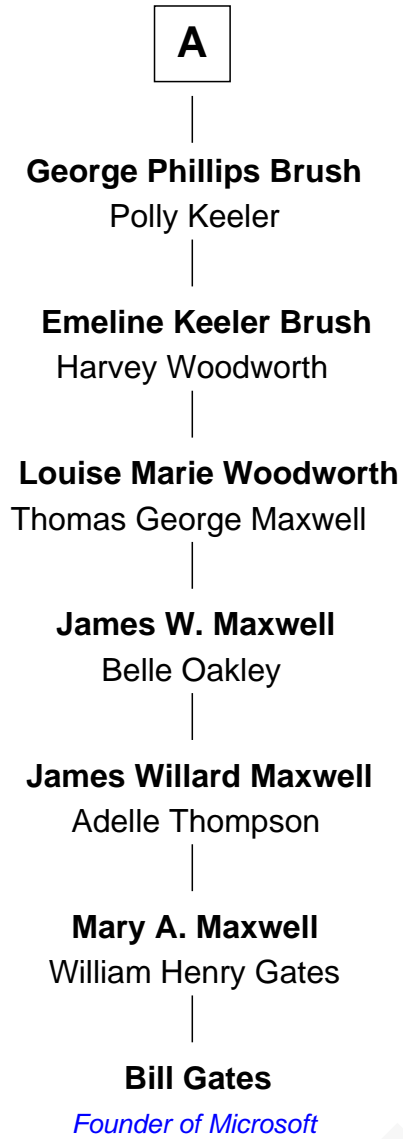 A
George Phillips Brush
Polly Keeler
Emeline Keeler Brush
Harvey Woodworth
Louise Marie Woodworth
Thomas George Maxwell
James W. Maxwell
Belle Oakley
James Willard Maxwell
Adelle Thompson
Mary A. Maxwell
William Henry Gates
Bill Gates
Founder of Microsoft